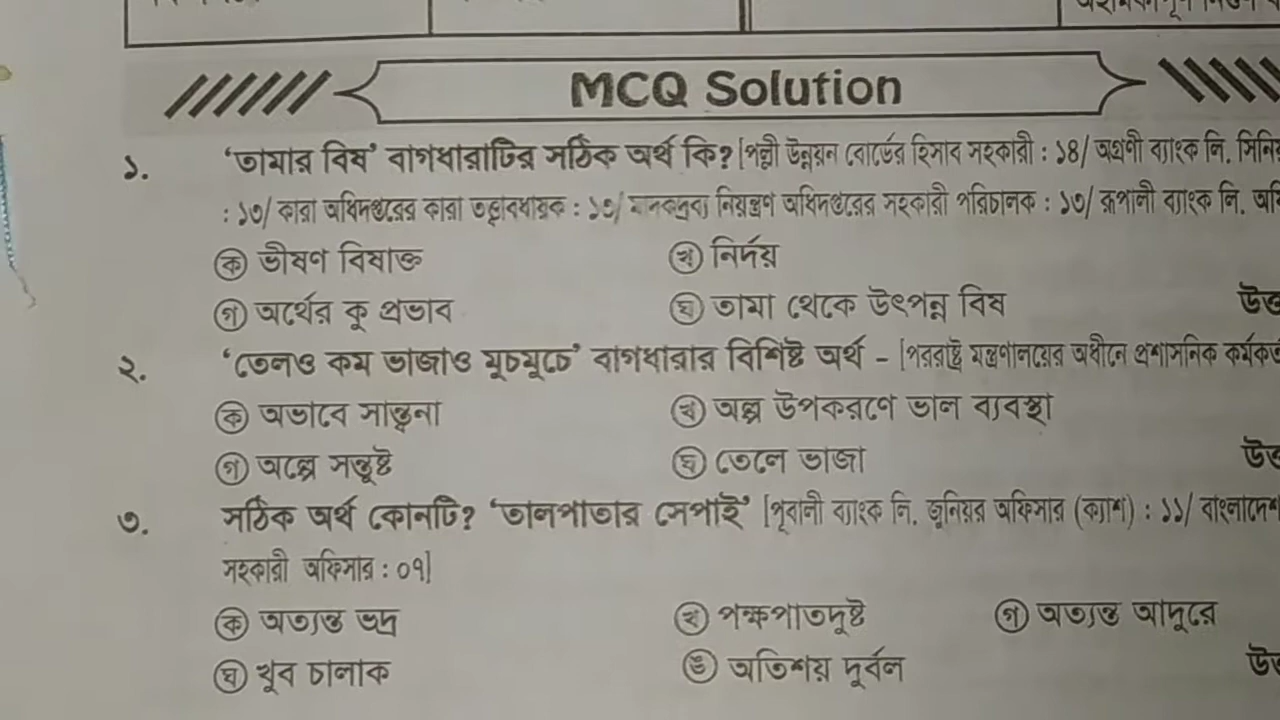 MCQ Solution
১. ‘তামার বিষ’ বাগধারাটির সঠিক অর্থ কি? [পল্লী উন্নয়ন বোর্ডের হিসাব সহকারী : ১৪/ অগ্রণী ব্যাংক লি. সিনি
: ১৩/ কারা অধিদপ্তরের কারা তত্ত্বাবধায়ক : ১৩/ মাদকদ্রব্য নিয়ন্ত্রণ অধিদপ্তরের সহকারী পরিচালক : ১৩/ রূপালী ব্যাংক লি.
ক ভীষণ বিষাক্ত খ নির্দয়
গ অর্থের কু প্রভাব ঘ তামা থেকে উৎপন্ন বিষ উত্ত
২. ‘তেলও কম ভাজাও মুচমুচে’ বাগধারার বিশিষ্ট অর্থ – [পররাষ্ট্র মন্ত্রণালয়ের অধীনে প্রশাসনিক কর্মকর্ত
ক অভাবে সান্ত্বনা খ অল্প উপকরণে ভাল ব্যবস্থা
গ অল্পে সন্তুষ্ট ঘ তেলে ভাজা উত্ত
৩. সঠিক অর্থ কোনটি? ‘তালপাতার সেপাই’ [পূবালী ব্যাংক লি. জুনিয়র অফিসার (ক্যাশ) : ১১/ বাংলাদেশ
সহকারী অফিসার : ০৭]
ক অত্যন্ত ভদ্র খ পক্ষপাতদুষ্ট গ অত্যন্ত আদুরে
ঘ খুব চালাক ঙ অতিশয় দুর্বল উত্ত